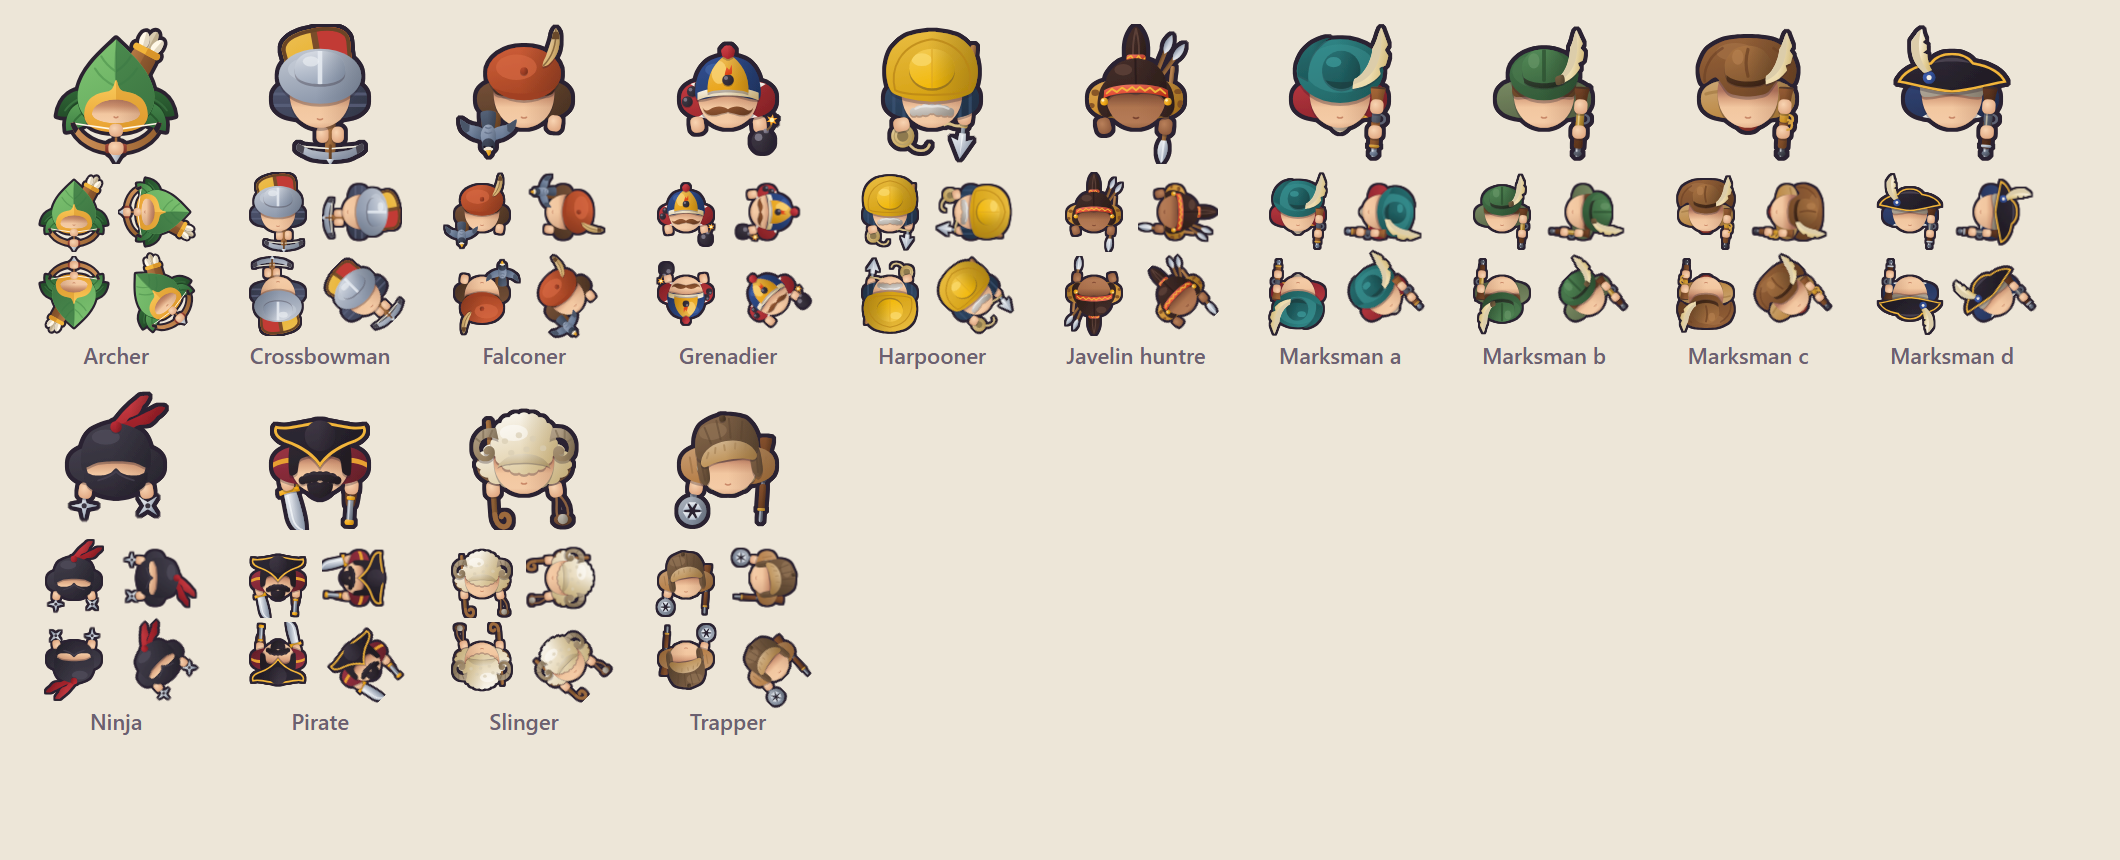 Archer
Crossbowman
Falconer
Grenadier
Harpooner
Javelin huntre
Marksman a
Marksman b
Marksman c
Marksman d
Ninja
Pirate
Slinger
Trapper